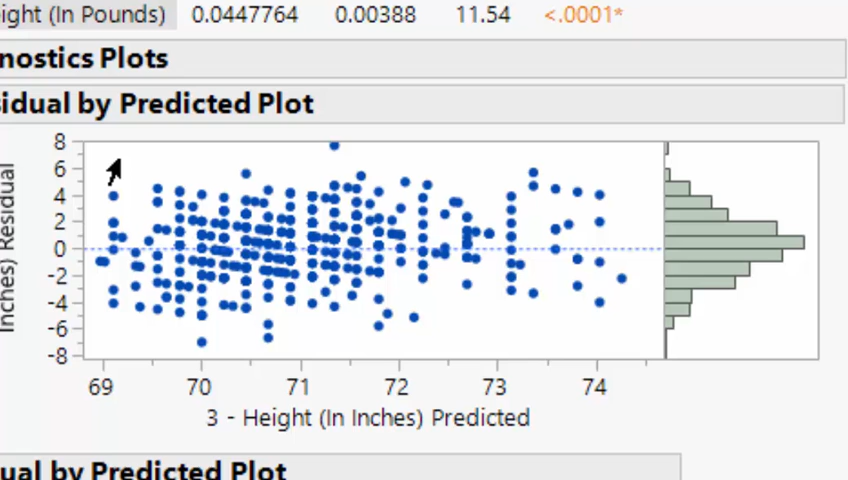 eight (In Pounds) 0.0447764 0.00388 11.54 <.0001*
nostics Plots
sidual by Predicted Plot
8
6
4
2
0
-2
-4
-6
-8
Inches) Residual
69 70 71 72 73 74
3 - Height (In Inches) Predicted
ual by Predicted Plot